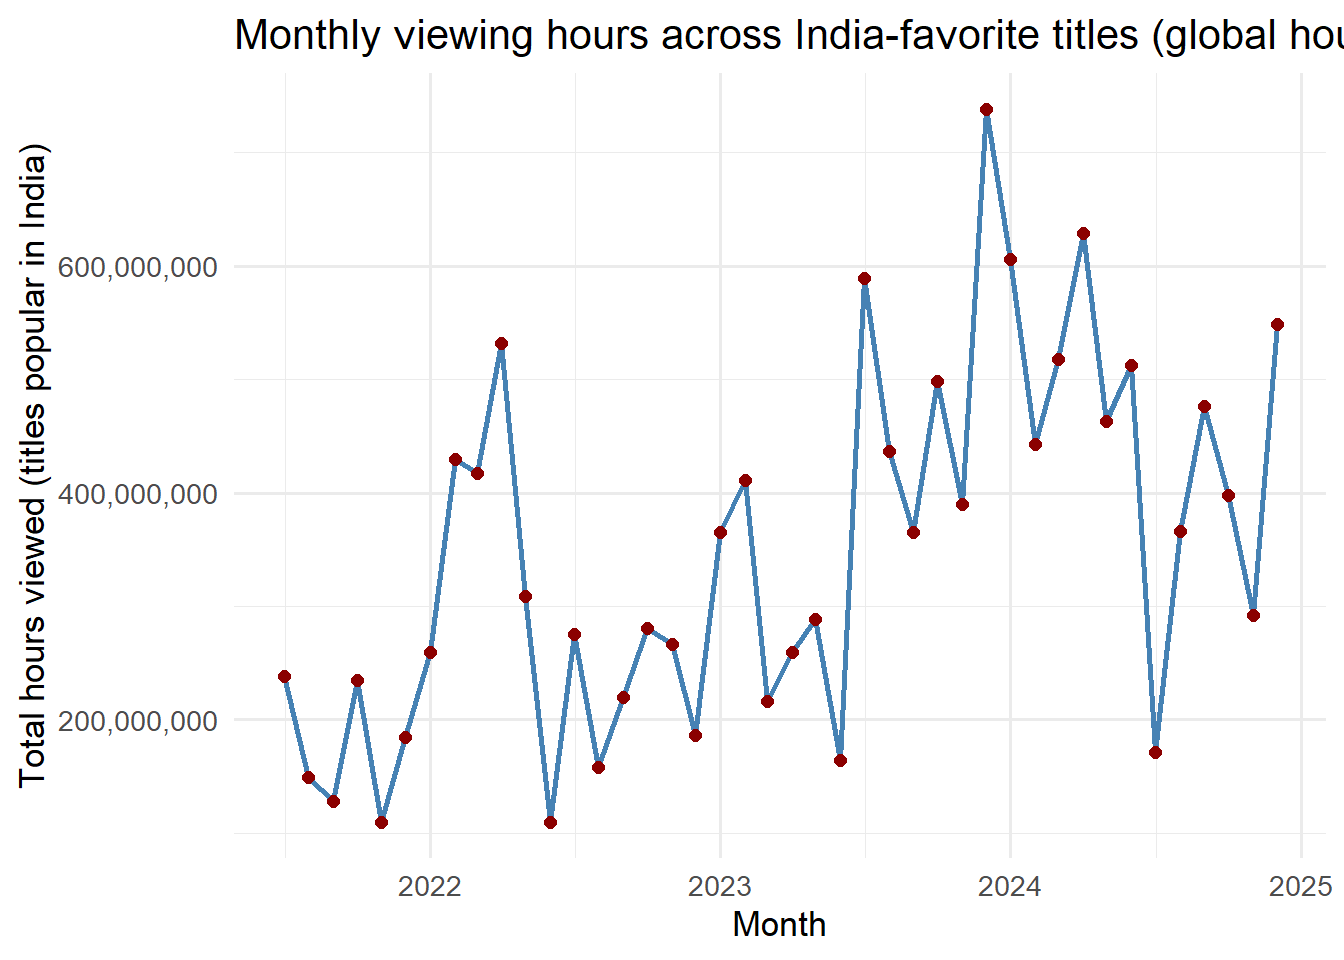 Monthly viewing hours across India-favorite titles (global hou
Total hours viewed (titles popular in India)
600,000,000
400,000,000
200,000,000
2022 2023 2024 2025
Month